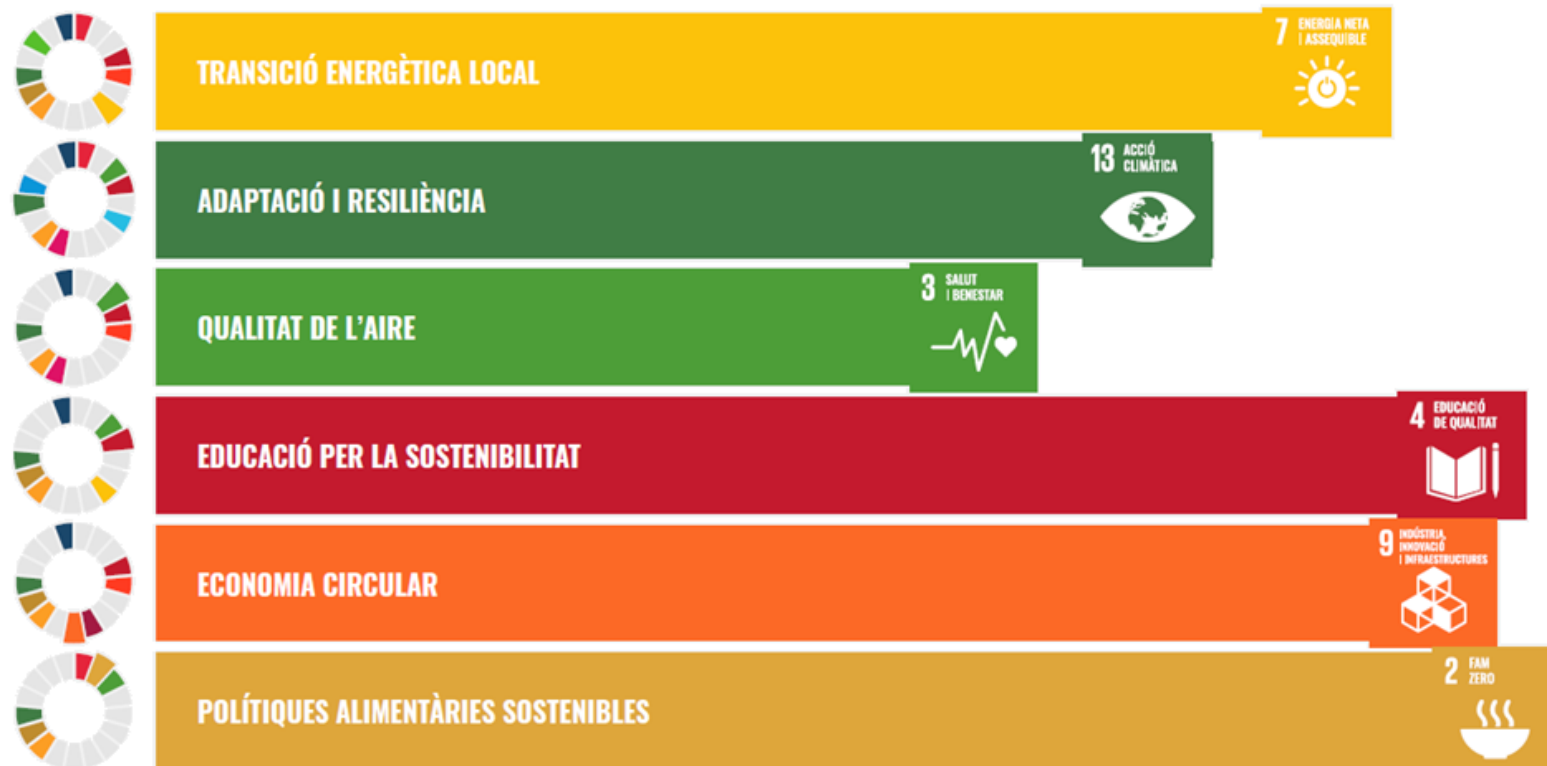 7 ENERGIA NETA
I ASSEQUIBLE
TRANSICIÓ ENERGÈTICA LOCAL
13 ACCIÓ
CLIMÀTICA
ADAPTACIÓ I RESILIÈNCIA
3 SALUT
I BENESTAR
QUALITAT DE L'AIRE
4 EDUCACIÓ
DE QUALITAT
EDUCACIÓ PER LA SOSTENIBILITAT
9 INDÚSTRIA,
INNOVACIÓ
I INFRAESTRUCTURES
ECONOMIA CIRCULAR
2 FAM
ZERO
POLÍTIQUES ALIMENTÀRIES SOSTENIBLES